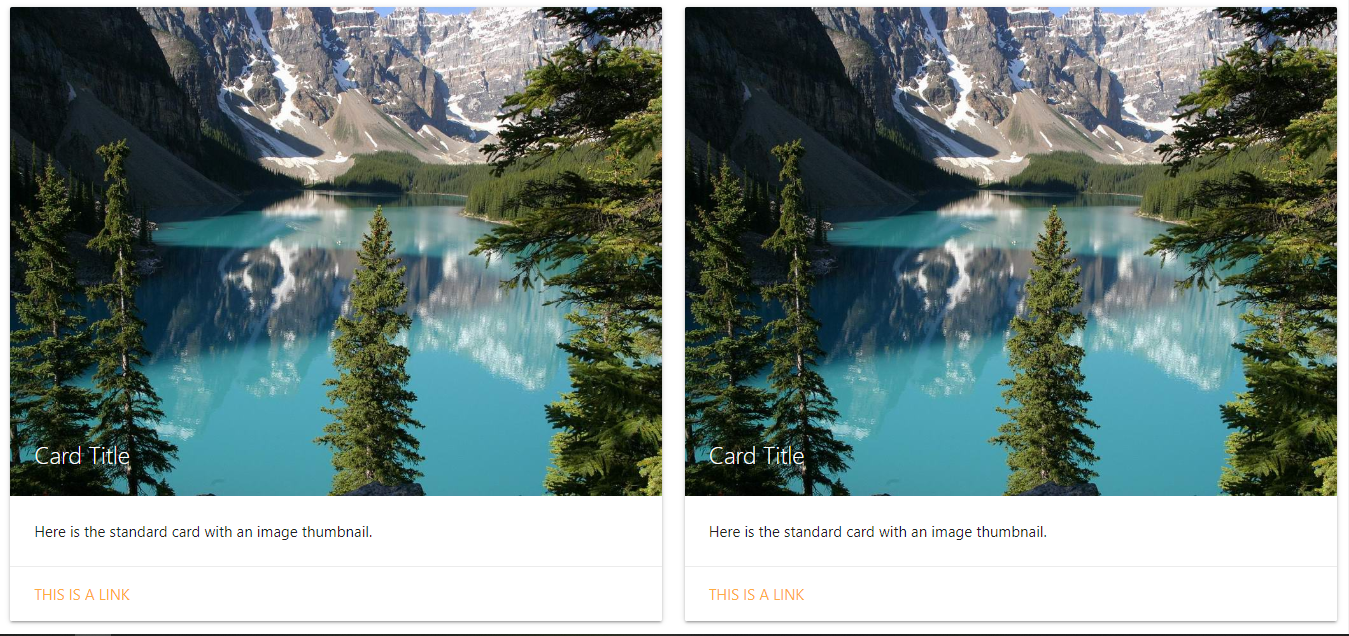 Card Title
Here is the standard card with an image thumbnail.
THIS IS A LINK
Card Title
Here is the standard card with an image thumbnail.
THIS IS A LINK